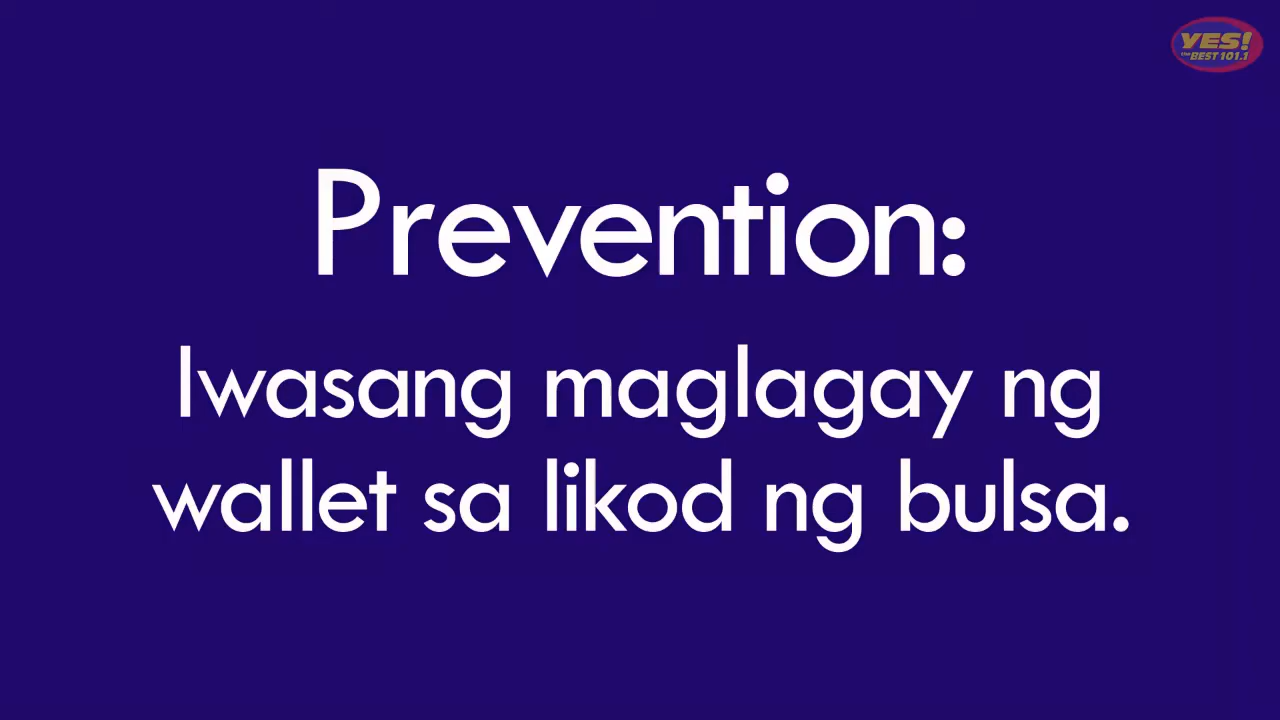 YES!
the BEST 101.1
Prevention:
Iwasang maglagay ng
wallet sa likod ng bulsa.